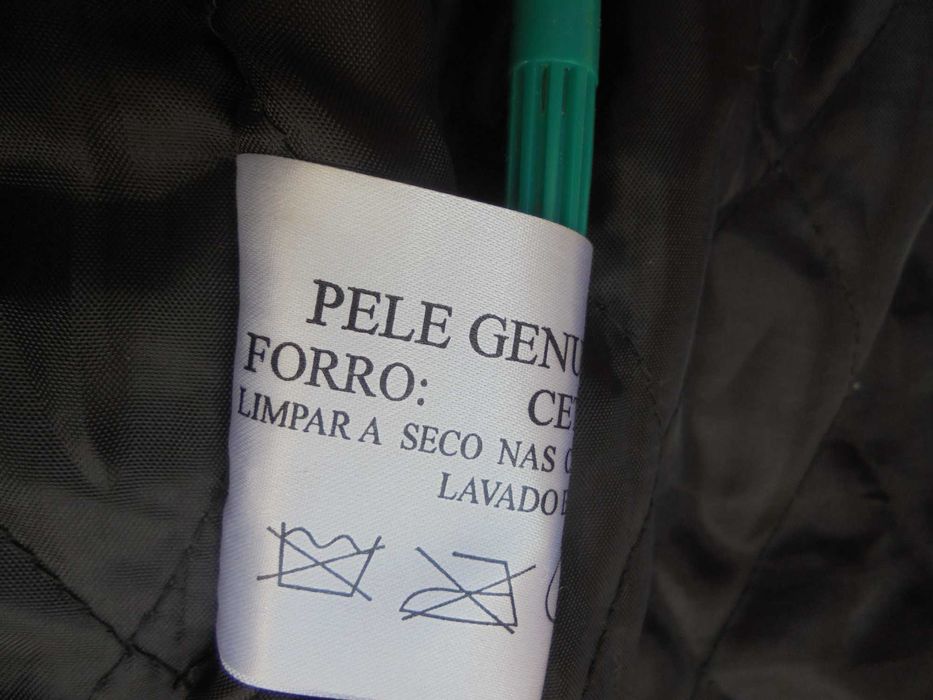 PELE GENU
FORRO: CE
LIMPAR A SECO NAS
LAVADO